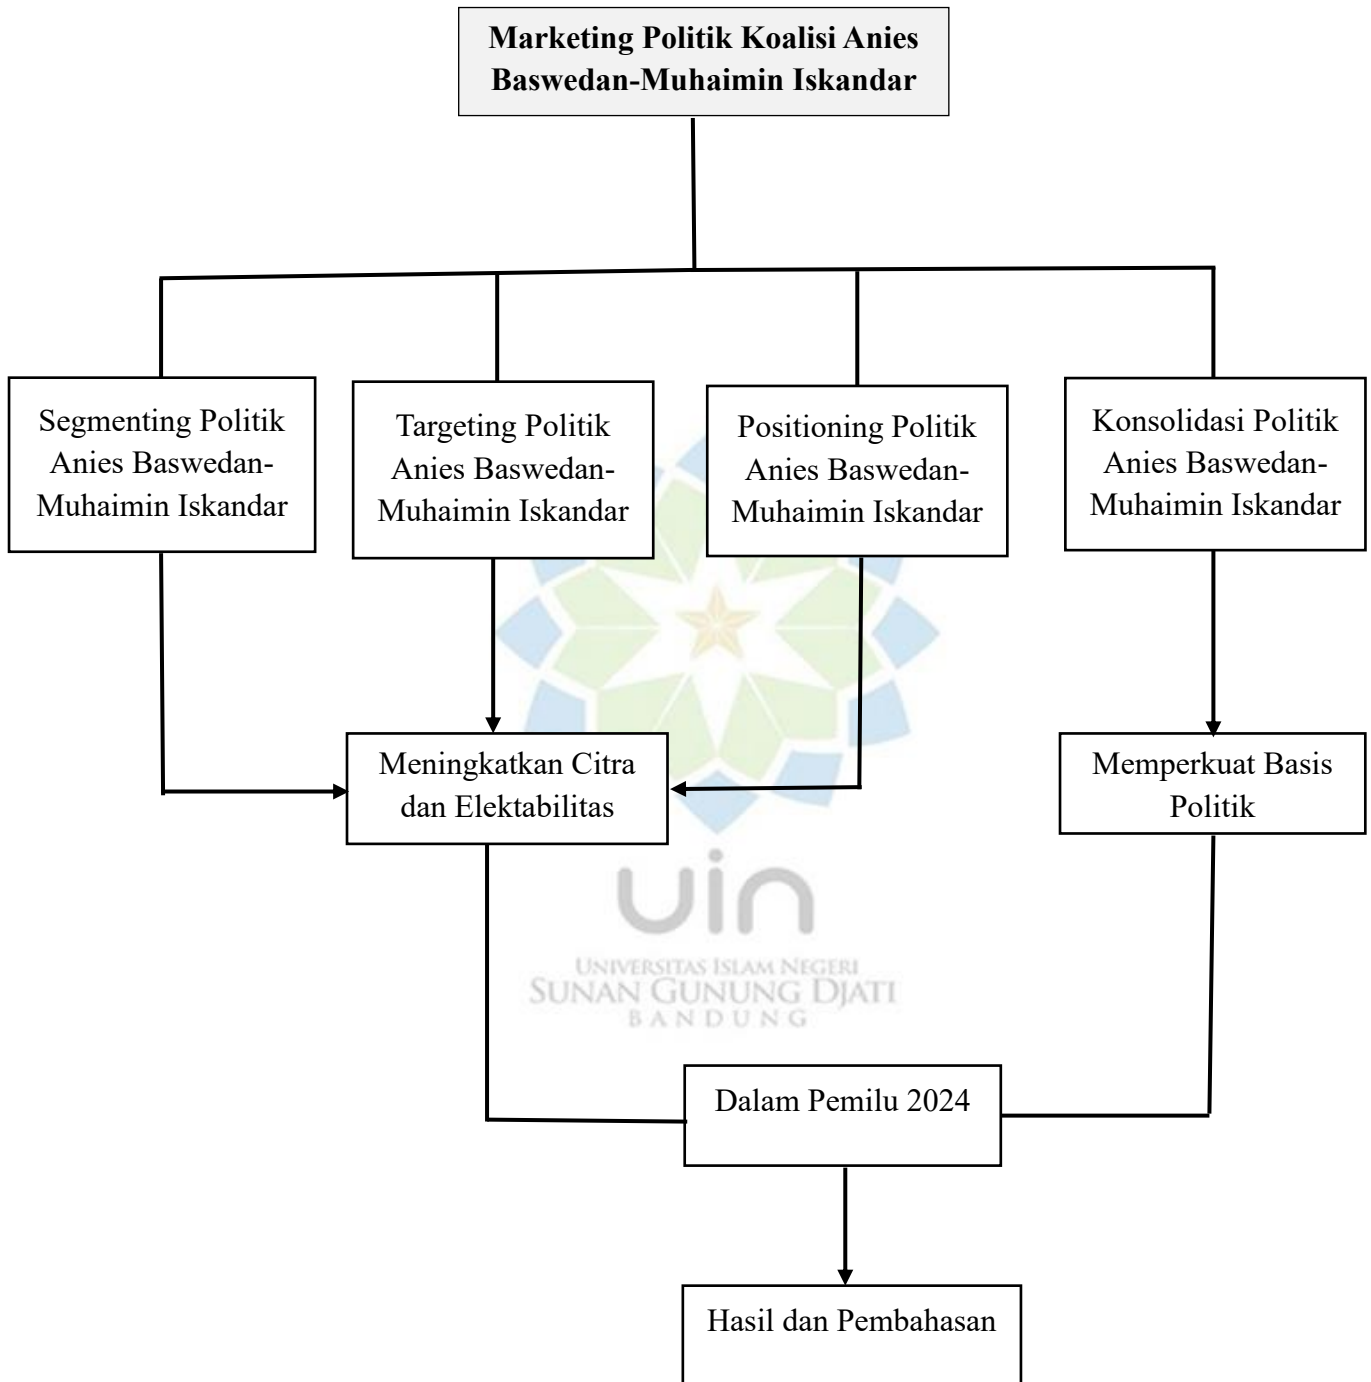 Marketing Politik Koalisi Anies
Baswedan-Muhaimin Iskandar
Segmenting Politik
Anies Baswedan-
Muhaimin Iskandar
Targeting Politik
Anies Baswedan-
Muhaimin Iskandar
Positioning Politik
Anies Baswedan-
Muhaimin Iskandar
Konsolidasi Politik
Anies Baswedan-
Muhaimin Iskandar
Meningkatkan Citra
dan Elektabilitas
Memperkuat Basis
Politik
uin
UNIVERSITAS ISLAM NEGERI
SUNAN GUNUNG DJATI
BANDUNG
Dalam Pemilu 2024
Hasil dan Pembahasan